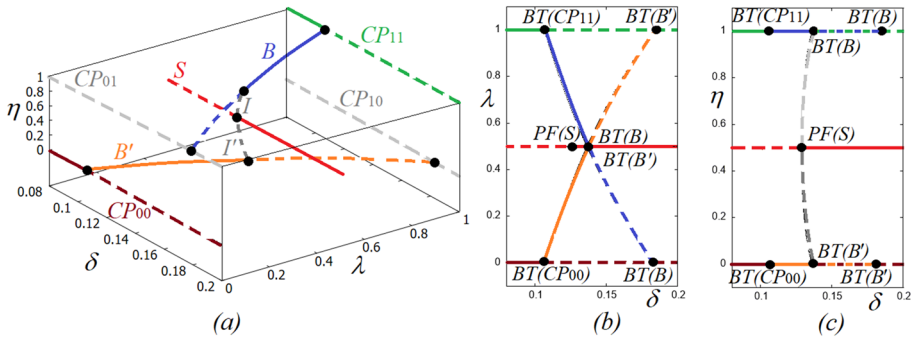 η
1
0.8
0.6
0.4
0.2
0
0.08
0.1
0.12
0.14
0.16
0.18
0.2
δ
0
0.2
0.4
0.6
0.8
1
λ
CP01
S
B
CP11
CP10
I
I'
B'
CP00
(a)
BT(CP11) BT(B')
1
0.8
λ 0.6
0.4
0.2
0
PF(S) BT(B)
BT(B')
BT(CP00) BT(B)
0.1 0.15 δ 0.2
(b)
BT(CP11) BT(B)
BT(B)
1
0.8
η 0.6
0.4
0.2
0
PF(S)
BT(B')
BT(CP00) BT(B')
0.1 0.15 δ 0.2
(c)